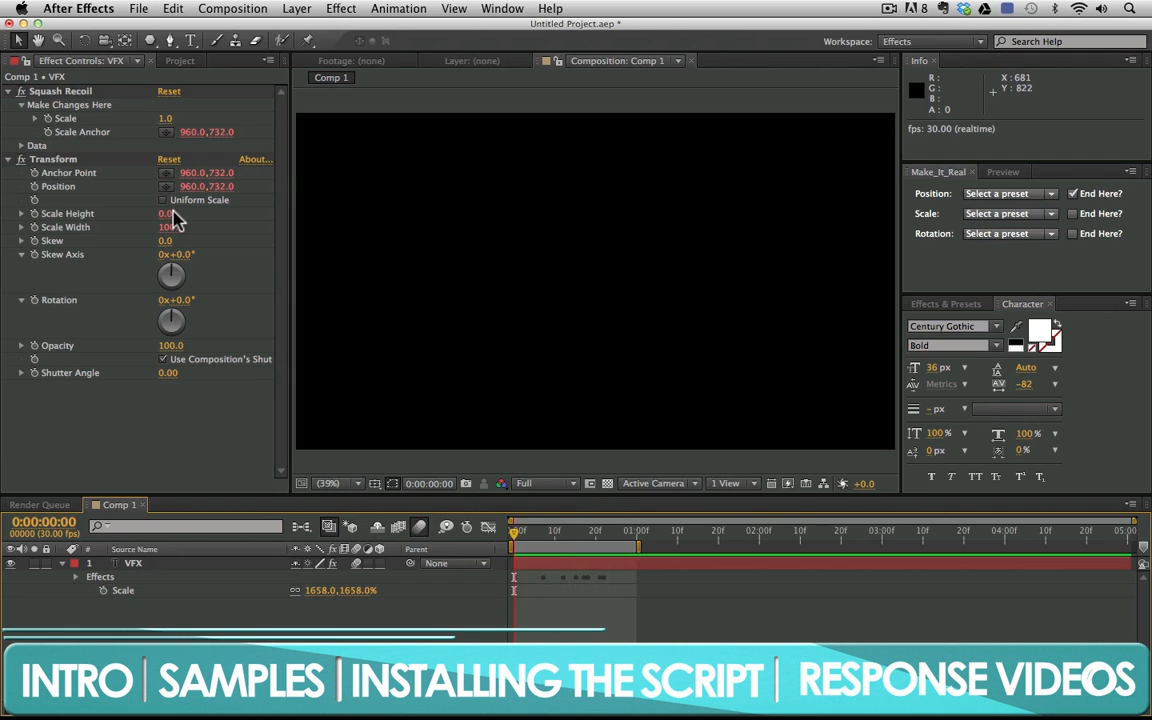 After Effects File Edit Composition Layer Effect Animation View Window Help A 8
Untitled Project.aep *
Workspace: Effects Search Help
Effect Controls: VFX Project
Footage: (none) Layer: (none) Composition: Comp 1
Info
Comp 1 • VFX
Comp 1
Squash Recoil Reset
Make Changes Here
Scale 1.0
Scale Anchor 960.0,732.0
Data
Transform Reset About...
Anchor Point 960.0,732.0
Position 960.0,732.0
Uniform Scale
Scale Height 0.0
Scale Width
Skew 0.0
Skew Axis 0x+0.0°
Rotation 0x+0.0°
Opacity 100.0
Use Composition's Shut
Shutter Angle 0.00
R: X: 681
G: Y: 822
B:
A: 0
fps: 30.00 (realtime)
Make_It_Real Preview
Position: Select a preset End Here?
Scale: Select a preset End Here?
Rotation: Select a preset End Here?
Effects & Presets Character
Century Gothic
Bold
36 px Auto
Metrics -82
- px
100 % 100 %
0 px 0 %
T T TT Tr T¹ T₁
(39%) 0:00:00:00 Full Active Camera 1 View +0.0
Render Queue Comp 1
0:00:00:00
00000 (30.00 fps)
10f 20f 01:00f 10f 20f 02:00f 10f 20f 03:00f 10f 20f 04:00f 10f 20f 05:00
# Source Name Parent
1 T VFX None
Effects
Scale 1658.0,1658.0%
INTRO SAMPLES INSTALLING THE SCRIPT RESPONSE VIDEOS